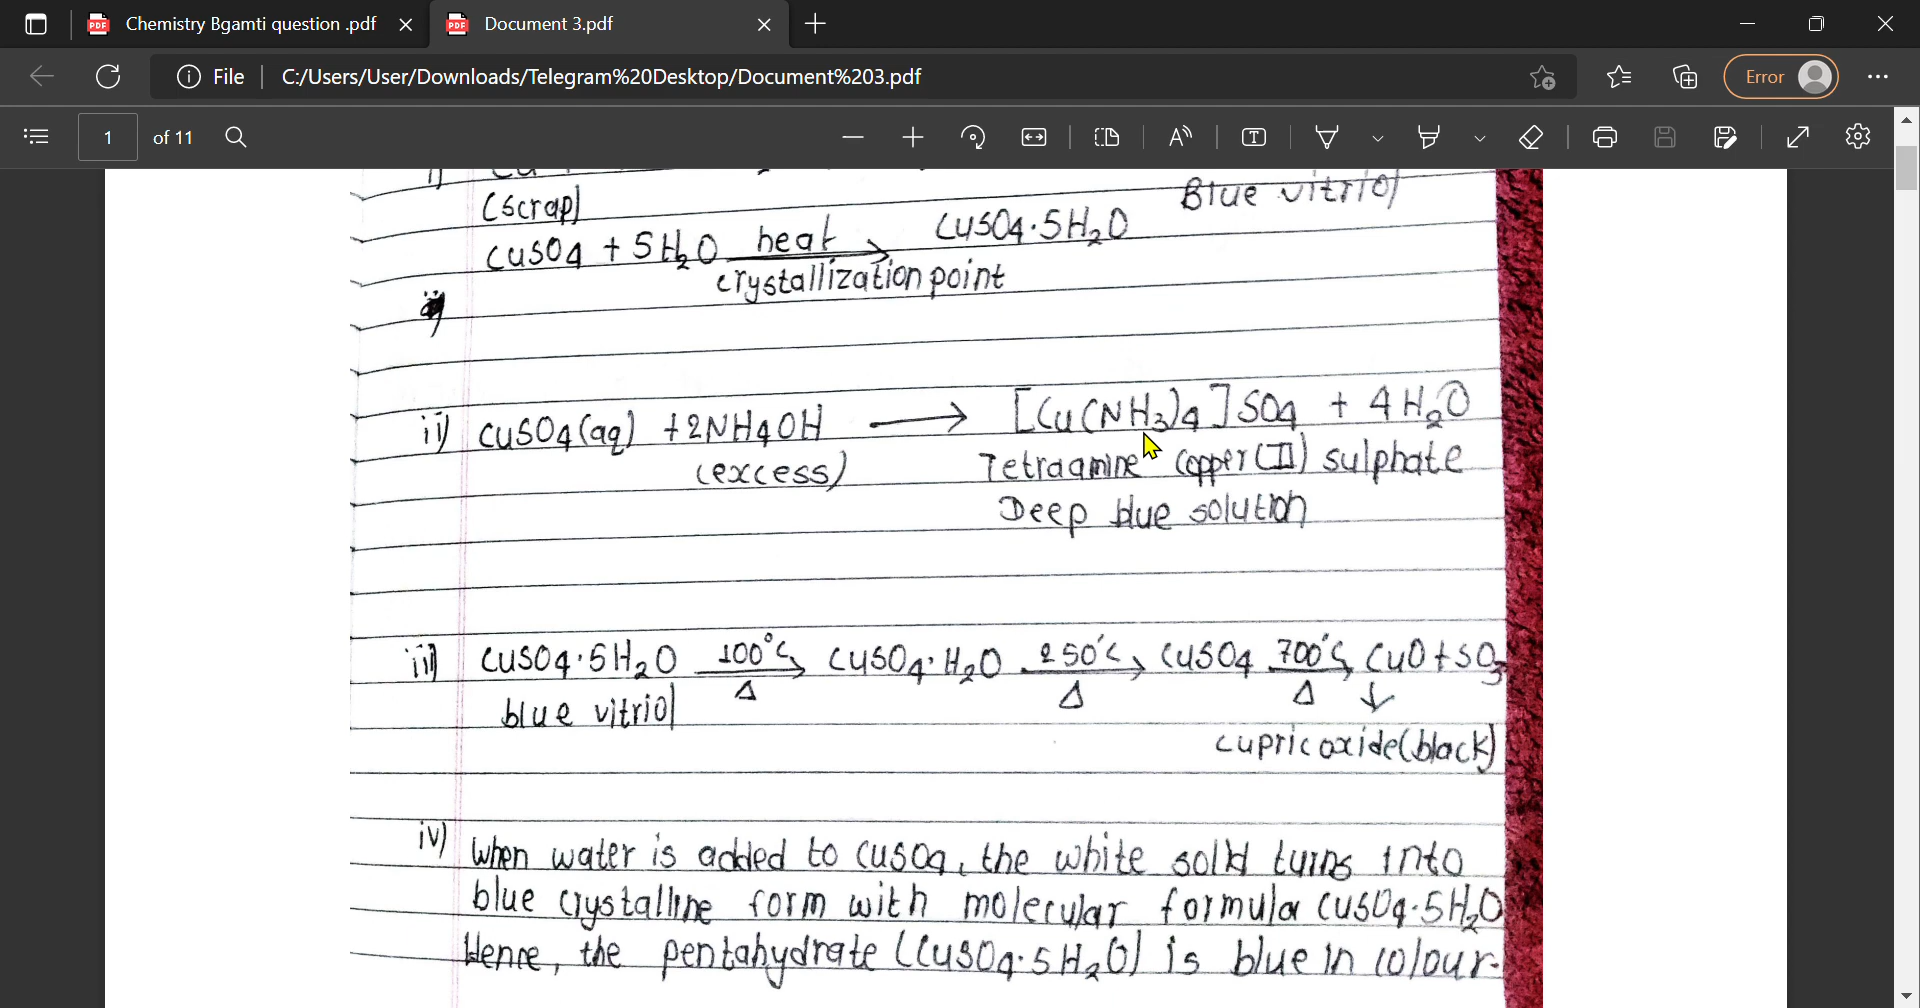 Chemistry Bgamti question .pdf
Document 3.pdf
File
C:/Users/User/Downloads/Telegram%20Desktop/Document%203.pdf
Error
1 of 11
Blue vitriol
(scrap)
CuSO4 + 5H2O heat CuSO4·5H2O
crystallization point
ii) CuSO4(aq) + 2NH4OH → [Cu(NH3)4]SO4 + 4H2O
(excess) Tetraamine copper(II) sulphate
Deep blue solution
iii) CuSO4·5H2O 100°C CuSO4·H2O 250°C CuSO4 700°C CuO+SO3
Δ Δ Δ ↓
blue vitriol
cupric oxide(black)
iv) When water is added to CuSO4, the white solid turns into
blue crystalline form with molecular formula CuSO4·5H2O
Hence, the pentahydrate (CuSO4·5H2O) is blue in colour.